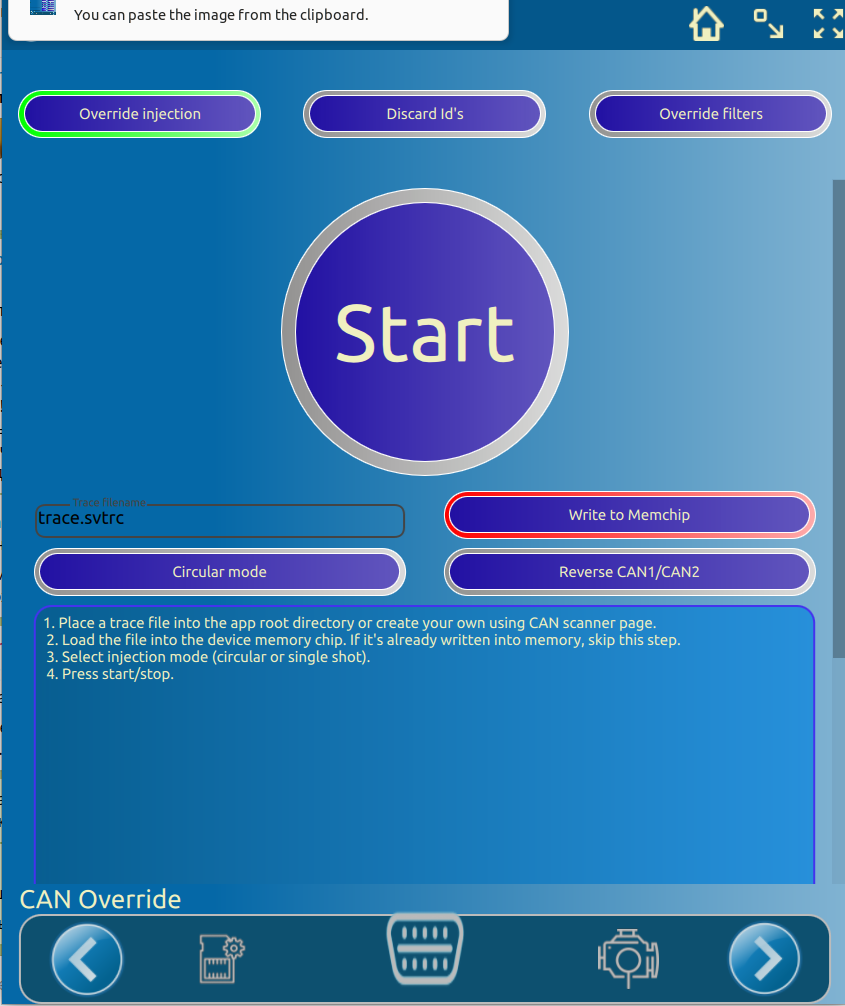 You can paste the image from the clipboard.
Override injection
Discard Id's
Override filters
Start
Trace filename
trace.svtrc
Write to Memchip
Circular mode
Reverse CAN1/CAN2
1. Place a trace file into the app root directory or create your own using CAN scanner page.
2. Load the file into the device memory chip. If it's already written into memory, skip this step.
3. Select injection mode (circular or single shot).
4. Press start/stop.
CAN Override